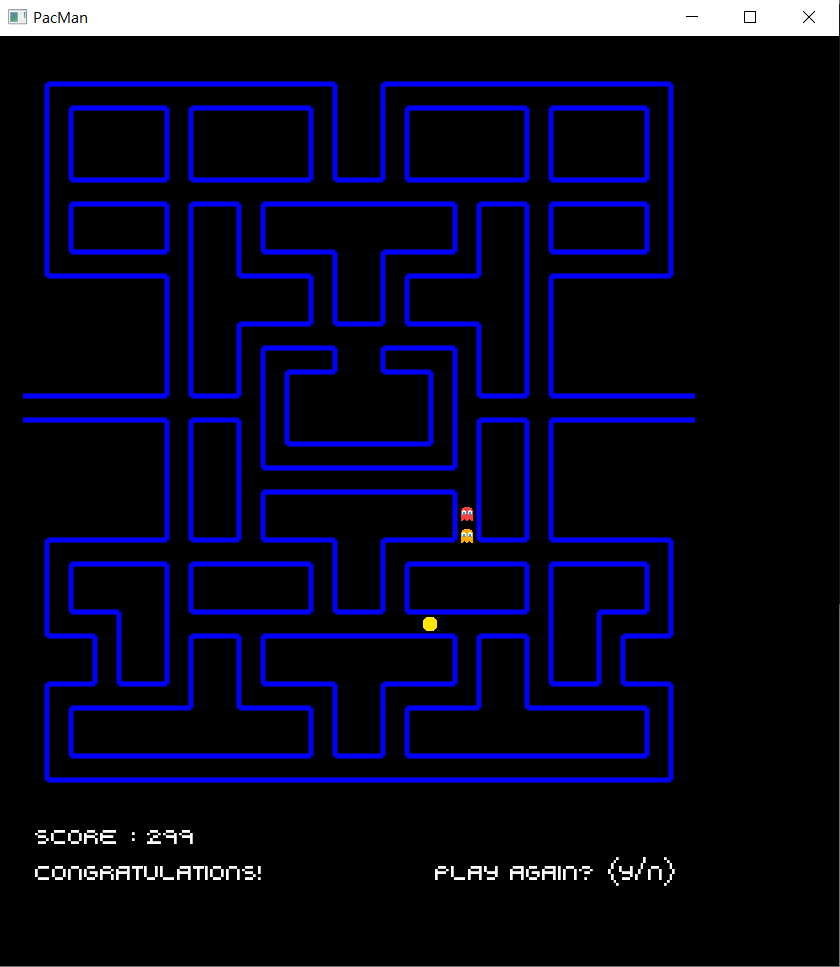 PacMan
SCORE : 299
CONGRATULATIONS!
PLAY AGAIN? (y/n)